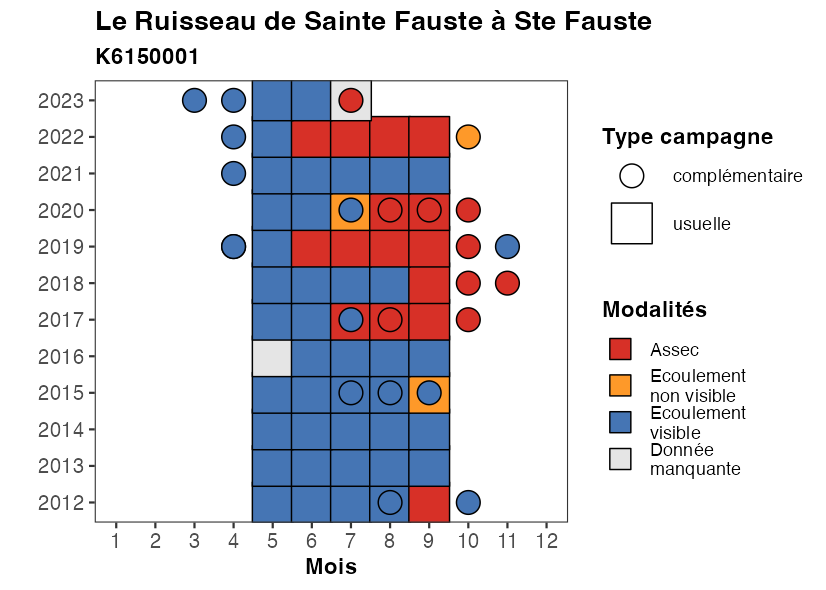 Le Ruisseau de Sainte Fauste à Ste Fauste
K6150001
2023
2022
2021
2020
2019
2018
2017
2016
2015
2014
2013
2012
1 2 3 4 5 6 7 8 9 10 11 12
Mois
Type campagne
complémentaire
usuelle
Modalités
Assec
Ecoulement
non visible
Ecoulement
visible
Donnée
manquante